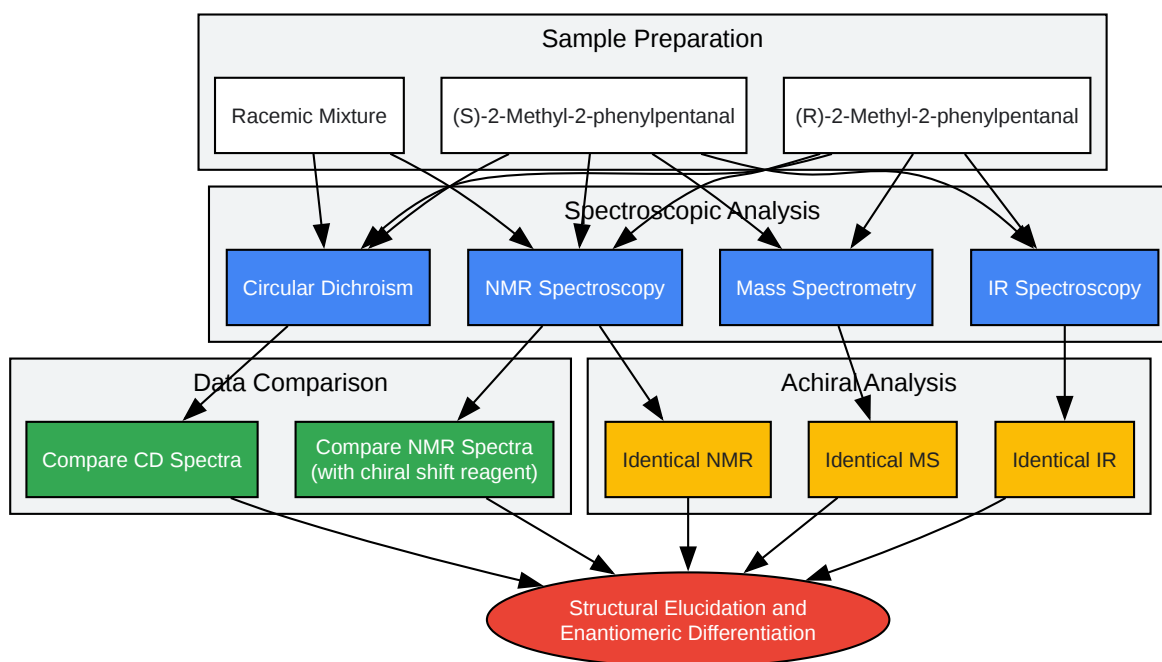 Sample Preparation
Racemic Mixture
(S)-2-Methyl-2-phenylpentanal
(R)-2-Methyl-2-phenylpentanal
Spectroscopic Analysis
Circular Dichroism
NMR Spectroscopy
Mass Spectrometry
IR Spectroscopy
Data Comparison
Achiral Analysis
Compare CD Spectra
Compare NMR Spectra
(with chiral shift reagent)
Identical NMR
Identical MS
Identical IR
Structural Elucidation and
Enantiomeric Differentiation